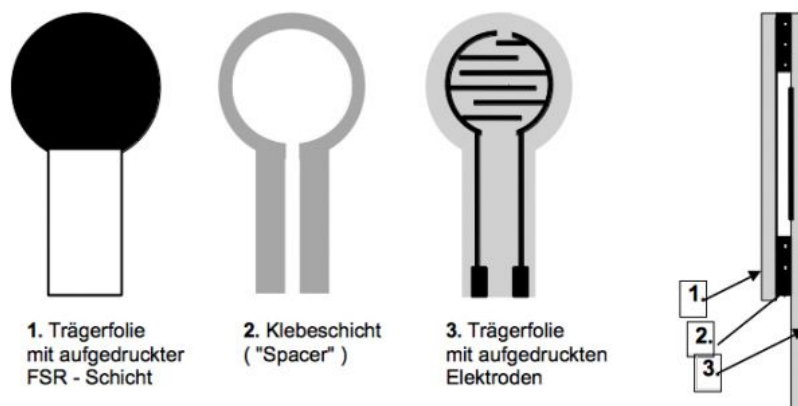 1. Trägerfolie
mit aufgedruckter
FSR - Schicht
2. Klebeschicht
( "Spacer" )
3. Trägerfolie
mit aufgedruckten
Elektroden
1.
2.
3.